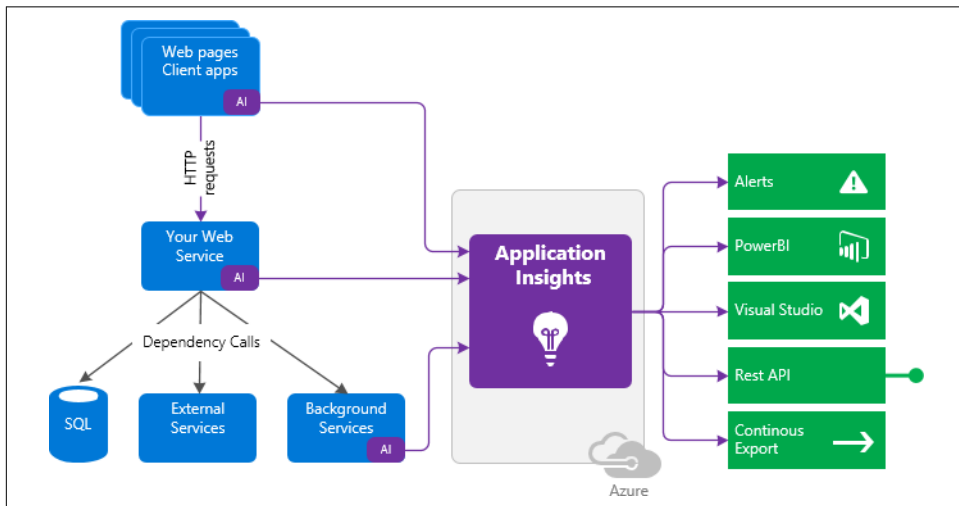 Web pages
Client apps
AI
HTTP
requests
Your Web
Service
AI
Dependency Calls
SQL
External
Services
Background
Services
AI
Application
Insights
Azure
Alerts
PowerBI
Visual Studio
Rest API
Continous
Export